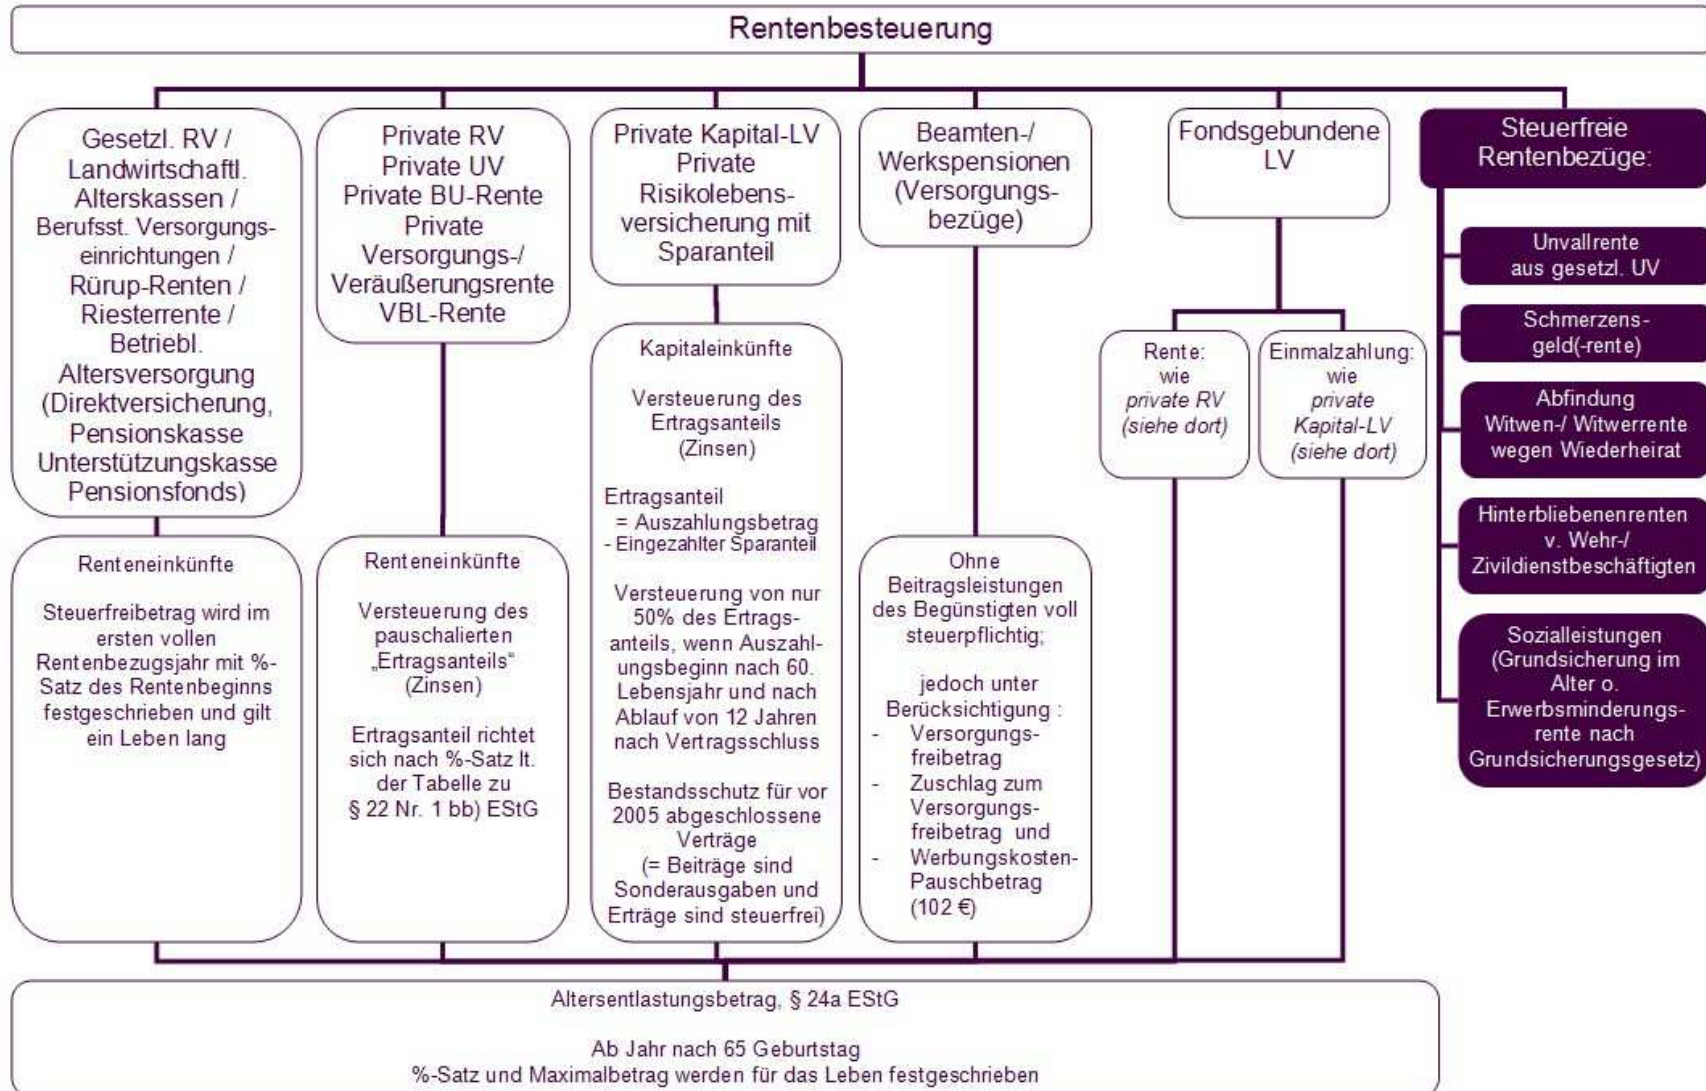 Rentenbesteuerung
Gesetzl. RV /
Landwirtschaftl.
Alterskassen /
Berufsst. Versorgungs-
einrichtungen /
Rürup-Renten /
Riesterrente /
Betriebl.
Altersversorgung
(Direktversicherung,
Pensionskasse
Unterstützungskasse
Pensionsfonds)
Renteneinkünfte
Steuerfreibetrag wird im
ersten vollen
Rentenbezugsjahr mit %-
Satz des Rentenbeginns
festgeschrieben und gilt
ein Leben lang
Private RV
Private UV
Private BU-Rente
Private
Versorgungs-/
Veräußerungsrente
VBL-Rente
Renteneinkünfte
Versteuerung des
pauschalierten
„Ertragsanteils“
(Zinsen)
Ertragsanteil richtet
sich nach %-Satz lt.
der Tabelle zu
§ 22 Nr. 1 bb) EStG
Private Kapital-LV
Private
Risikolebens-
versicherung mit
Sparanteil
Kapitaleinkünfte
Versteuerung des
Ertragsanteils
(Zinsen)
Ertragsanteil
= Auszahlungsbetrag
- Eingezahlter Sparanteil
Versteuerung von nur
50% des Ertrags-
anteils, wenn Auszahl-
ungsbeginn nach 60.
Lebensjahr und nach
Ablauf von 12 Jahren
nach Vertragsschluss
Bestandsschutz für vor
2005 abgeschlossene
Verträge
(= Beiträge sind
Sonderausgaben und
Erträge sind steuerfrei)
Beamten-/
Werkspensionen
(Versorgungs-
bezüge)
Ohne
Beitragsleistungen
des Begünstigten voll
steuerpflichtig;
jedoch unter
Berücksichtigung :
- Versorgungs-
freibetrag
- Zuschlag zum
Versorgungs-
freibetrag und
- Werbungskosten-
Pauschbetrag
(102 €)
Fondsgebundene
LV
Rente:
wie
private RV
(siehe dort)
Einmalzahlung:
wie
private
Kapital-LV
(siehe dort)
Steuerfreie
Rentenbezüge:
Unvallrente
aus gesetzl. UV
Schmerzens-
geld(-rente)
Abfindung
Witwen-/ Witwerrente
wegen Wiederheirat
Hinterbliebenenrenten
v. Wehr-/
Zivildienstbeschäftigten
Sozialleistungen
(Grundsicherung im
Alter o.
Erwerbsminderungs-
rente nach
Grundsicherungsgesetz)
Altersentlastungsbetrag, § 24a EStG
Ab Jahr nach 65 Geburtstag
%-Satz und Maximalbetrag werden für das Leben festgeschrieben